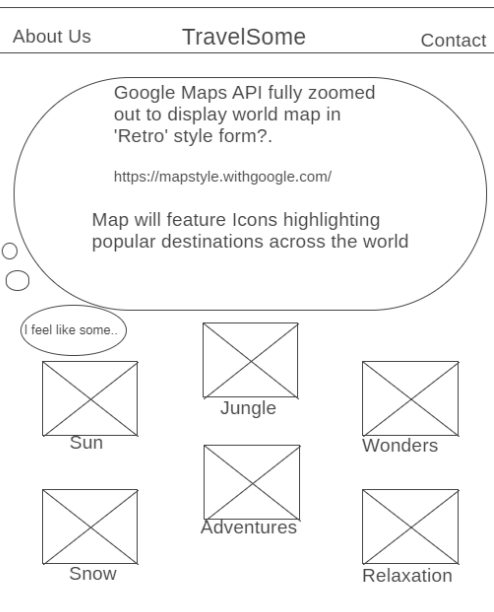 About Us
TravelSome
Contact
Google Maps API fully zoomed
out to display world map in
'Retro' style form?.
https://mapstyle.withgoogle.com/
Map will feature Icons highlighting
popular destinations across the world
I feel like some..
Jungle
Sun
Wonders
Adventures
Snow
Relaxation